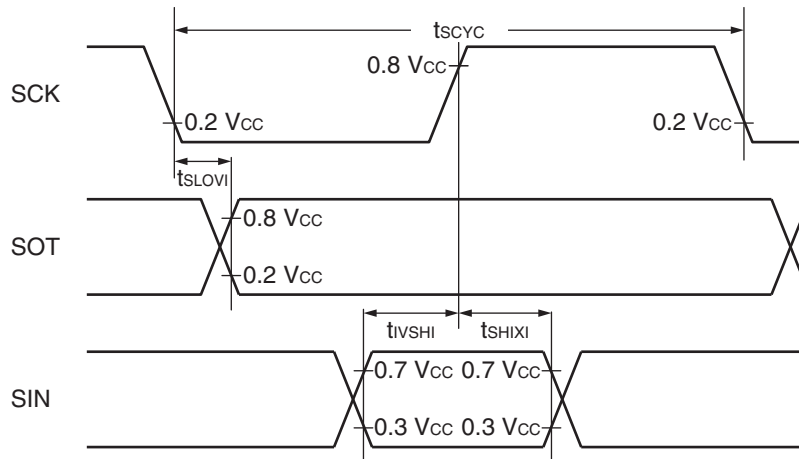 tSCYC
SCK
0.8 VCC
0.2 VCC
0.2 VCC
tSLOVI
SOT
0.8 VCC
0.2 VCC
tIVSHI
tSHIXI
SIN
0.7 VCC
0.7 VCC
0.3 VCC
0.3 VCC